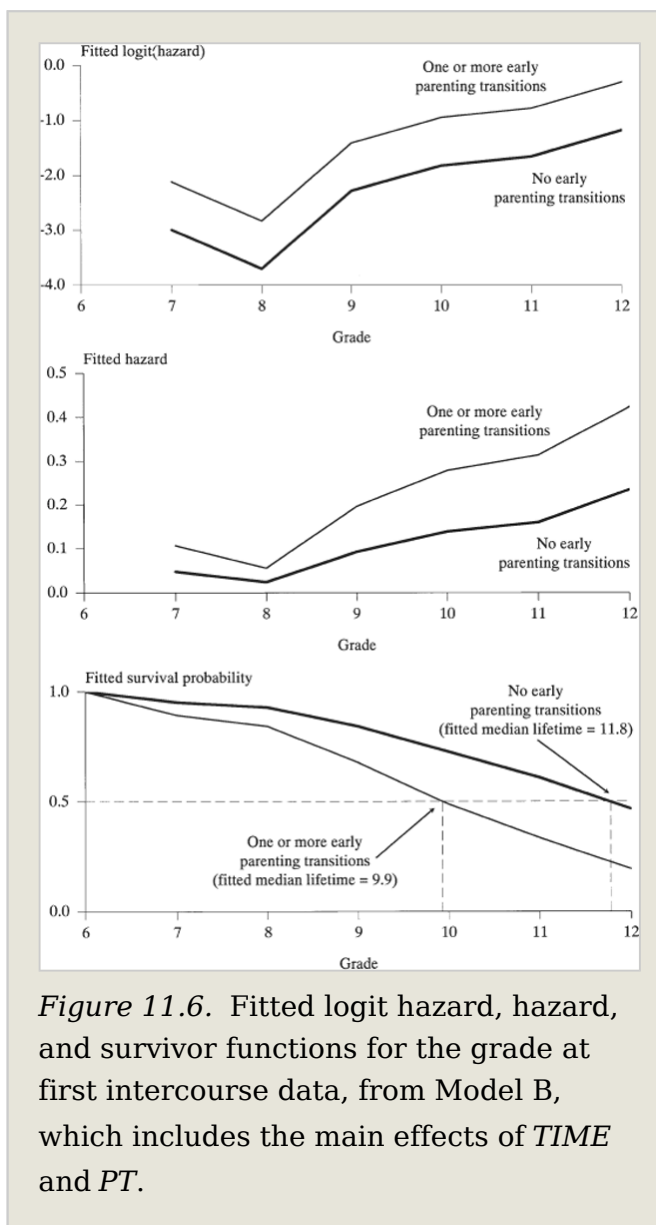 Fitted logit(hazard)
0.0
One or more early
parenting transitions
-1.0
-2.0
No early
parenting transitions
-3.0
-4.0
6 7 8 9 10 11 12
Grade
Fitted hazard
0.5
0.4
One or more early
parenting transitions
0.3
0.2
0.1
No early
parenting transitions
0.0
6 7 8 9 10 11 12
Grade
Fitted survival probability
1.0
No early
parenting transitions
(fitted median lifetime = 11.8)
0.5
One or more early
parenting transitions
(fitted median lifetime = 9.9)
0.0
6 7 8 9 10 11 12
Grade
Figure 11.6. Fitted logit hazard, hazard,
and survivor functions for the grade at
first intercourse data, from Model B,
which includes the main effects of TIME
and PT.